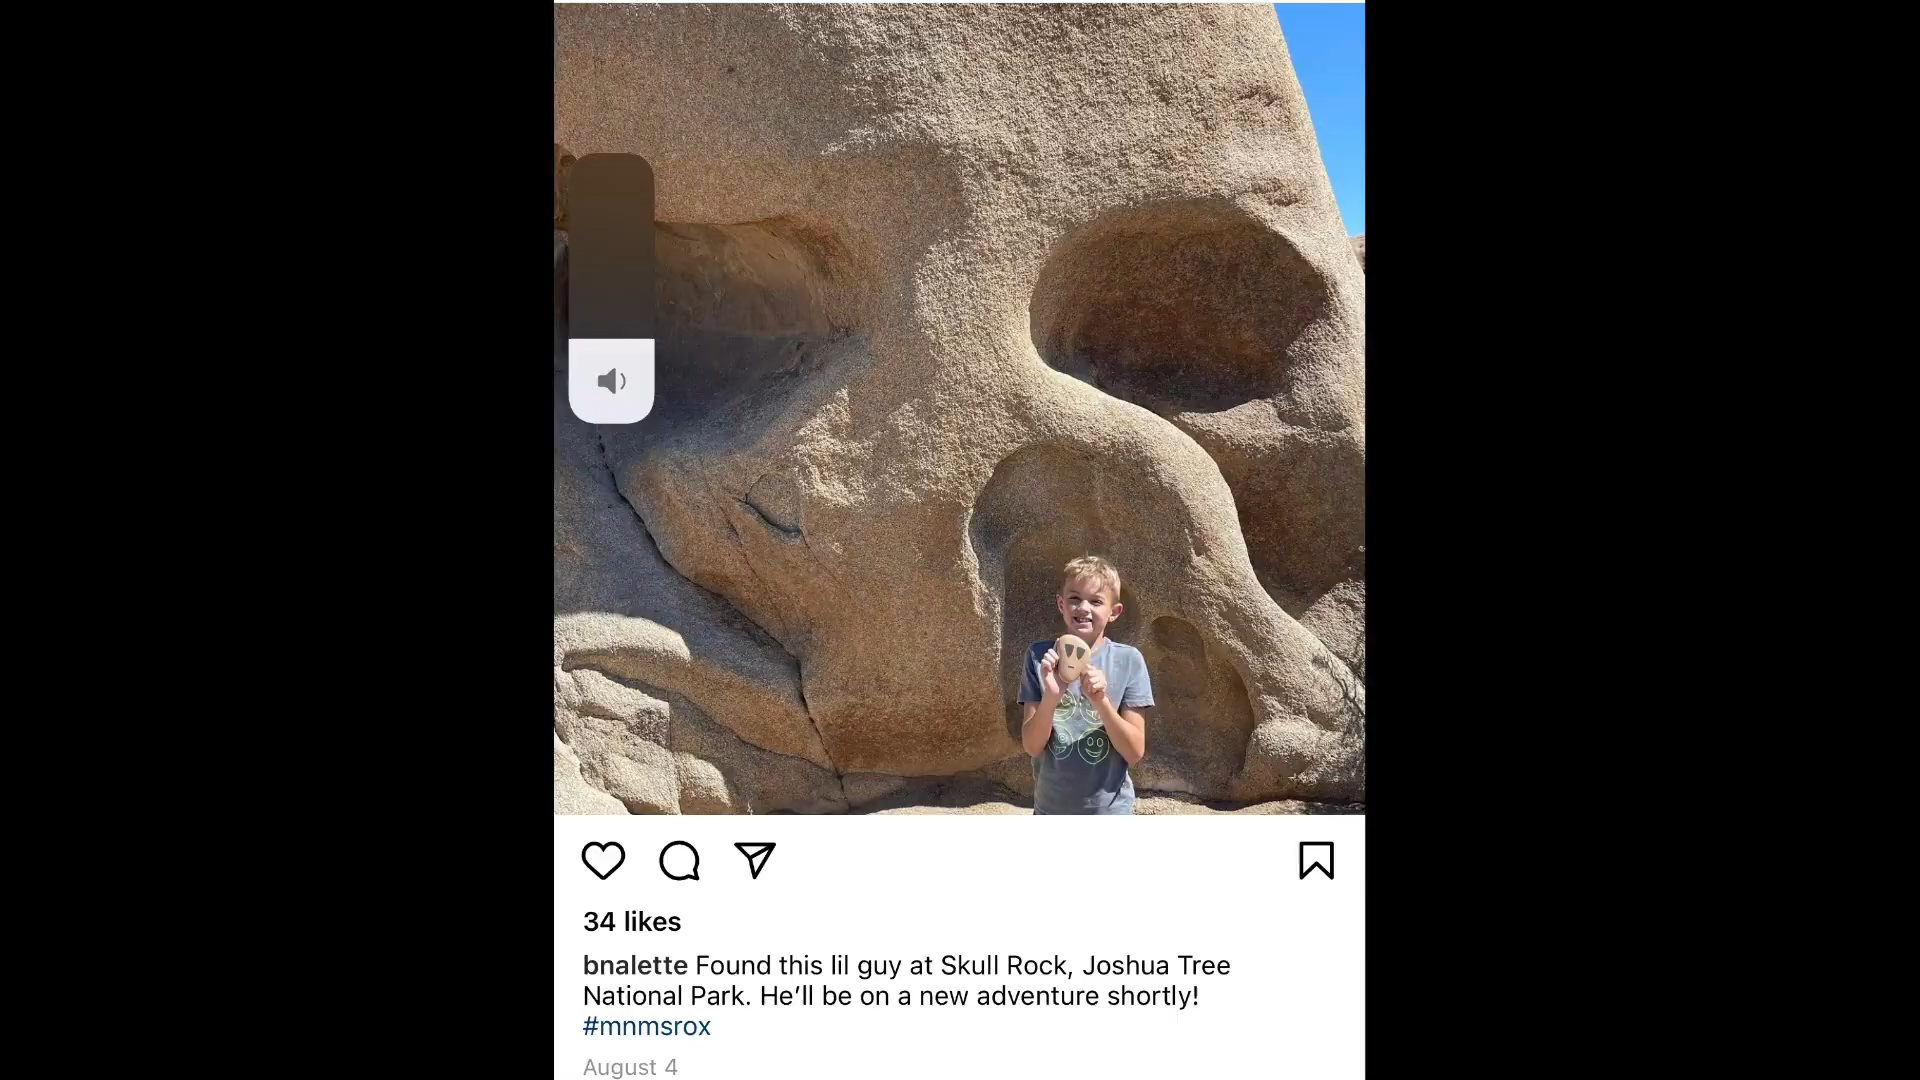 34 likes
bnalette Found this lil guy at Skull Rock, Joshua Tree
National Park. He’ll be on a new adventure shortly!
#mnmsrox
August 4